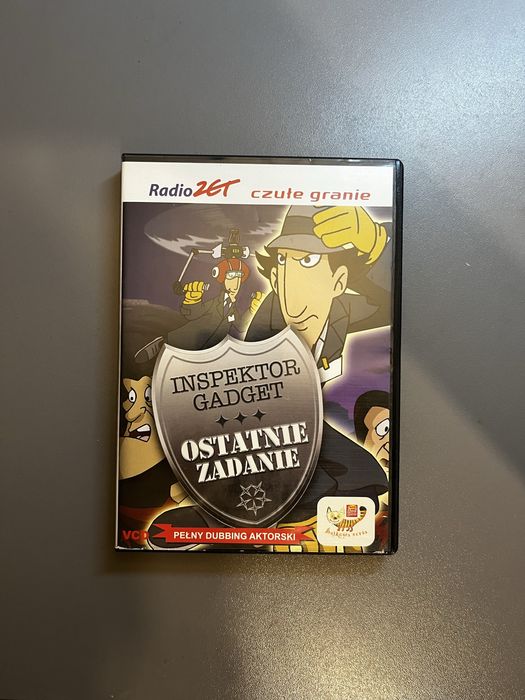 Radio ZET czułe granie
INSPEKTOR
GADGET
OSTATNIE
ZADANIE
VCD PEŁNY DUBBING AKTORSKI